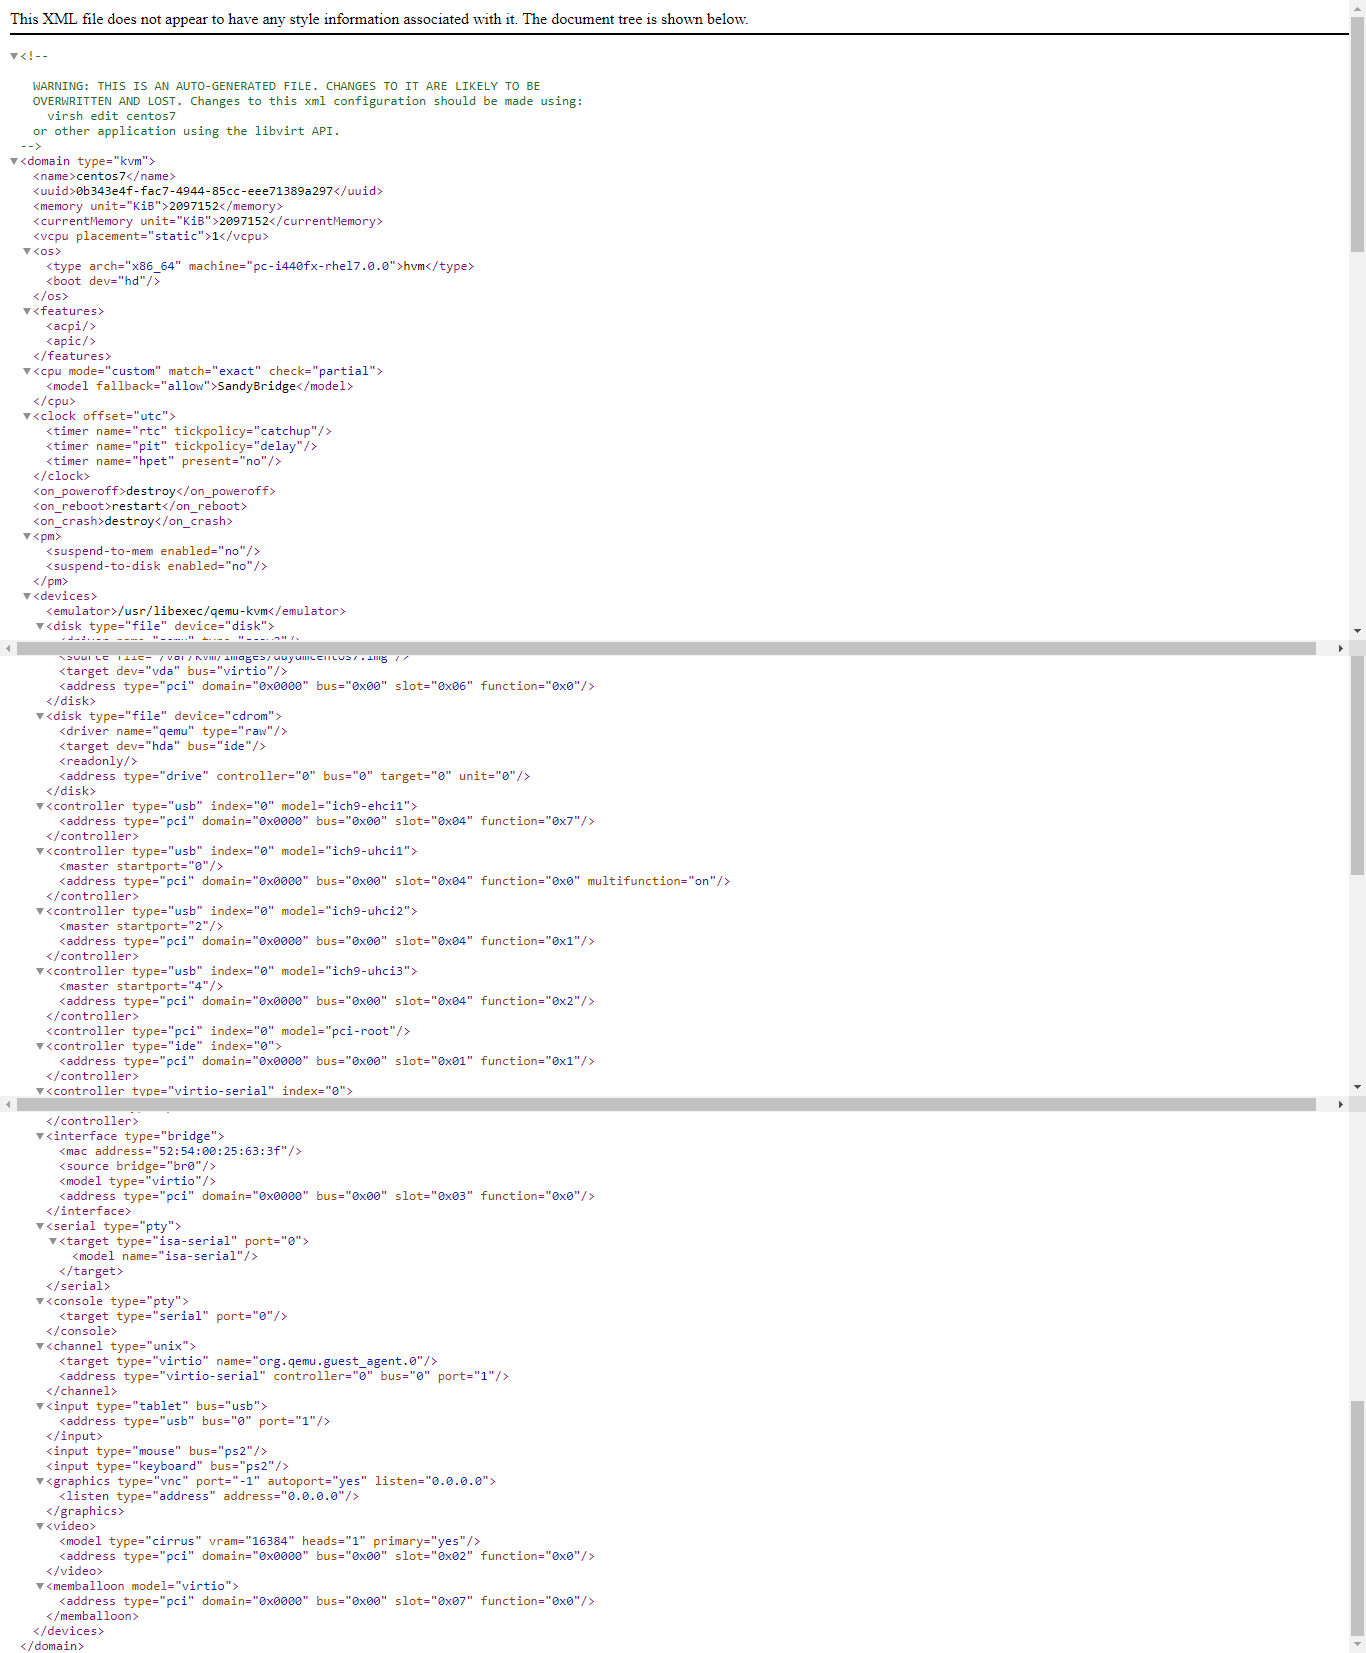 This XML file does not appear to have any style information associated with it. The document tree is shown below.
<!--
WARNING: THIS IS AN AUTO-GENERATED FILE. CHANGES TO IT ARE LIKELY TO BE
OVERWRITTEN AND LOST. Changes to this xml configuration should be made using:
virsh edit centos7
or other application using the libvirt API.
-->
<domain type="kvm">
<name>centos7</name>
<uuid>0b343e4f-fac7-4944-85cc-eee71389a297</uuid>
<memory unit="KiB">2097152</memory>
<currentMemory unit="KiB">2097152</currentMemory>
<vcpu placement="static">1</vcpu>
<os>
<type arch="x86_64" machine="pc-i440fx-rhel7.0.0">hvm</type>
<boot dev="hd"/>
</os>
<features>
<acpi/>
<apic/>
</features>
<cpu mode="custom" match="exact" check="partial">
<model fallback="allow">SandyBridge</model>
</cpu>
<clock offset="utc">
<timer name="rtc" tickpolicy="catchup"/>
<timer name="pit" tickpolicy="delay"/>
<timer name="hpet" present="no"/>
</clock>
<on_poweroff>destroy</on_poweroff>
<on_reboot>restart</on_reboot>
<on_crash>destroy</on_crash>
<pm>
<suspend-to-mem enabled="no"/>
<suspend-to-disk enabled="no"/>
</pm>
<devices>
<emulator>/usr/libexec/qemu-kvm</emulator>
<disk type="file" device="disk">
<target dev="vda" bus="virtio"/>
<address type="pci" domain="0x0000" bus="0x00" slot="0x06" function="0x0"/>
</disk>
<disk type="file" device="cdrom">
<driver name="qemu" type="raw"/>
<target dev="hda" bus="ide"/>
<readonly/>
<address type="drive" controller="0" bus="0" target="0" unit="0"/>
</disk>
<controller type="usb" index="0" model="ich9-ehci1">
<address type="pci" domain="0x0000" bus="0x00" slot="0x04" function="0x7"/>
</controller>
<controller type="usb" index="0" model="ich9-uhci1">
<master startport="0"/>
<address type="pci" domain="0x0000" bus="0x00" slot="0x04" function="0x0" multifunction="on"/>
</controller>
<controller type="usb" index="0" model="ich9-uhci2">
<master startport="2"/>
<address type="pci" domain="0x0000" bus="0x00" slot="0x04" function="0x1"/>
</controller>
<controller type="usb" index="0" model="ich9-uhci3">
<master startport="4"/>
<address type="pci" domain="0x0000" bus="0x00" slot="0x04" function="0x2"/>
</controller>
<controller type="pci" index="0" model="pci-root"/>
<controller type="ide" index="0">
<address type="pci" domain="0x0000" bus="0x00" slot="0x01" function="0x1"/>
</controller>
<controller type="virtio-serial" index="0">
</controller>
<interface type="bridge">
<mac address="52:54:00:25:63:3f"/>
<source bridge="br0"/>
<model type="virtio"/>
<address type="pci" domain="0x0000" bus="0x00" slot="0x03" function="0x0"/>
</interface>
<serial type="pty">
<target type="isa-serial" port="0">
<model name="isa-serial"/>
</target>
</serial>
<console type="pty">
<target type="serial" port="0"/>
</console>
<channel type="unix">
<target type="virtio" name="org.qemu.guest_agent.0"/>
<address type="virtio-serial" controller="0" bus="0" port="1"/>
</channel>
<input type="tablet" bus="usb">
<address type="usb" bus="0" port="1"/>
</input>
<input type="mouse" bus="ps2"/>
<input type="keyboard" bus="ps2"/>
<graphics type="vnc" port="-1" autoport="yes" listen="0.0.0.0">
<listen type="address" address="0.0.0.0"/>
</graphics>
<video>
<model type="cirrus" vram="16384" heads="1" primary="yes"/>
<address type="pci" domain="0x0000" bus="0x00" slot="0x02" function="0x0"/>
</video>
<memballoon model="virtio">
<address type="pci" domain="0x0000" bus="0x00" slot="0x07" function="0x0"/>
</memballoon>
</devices>
</domain>